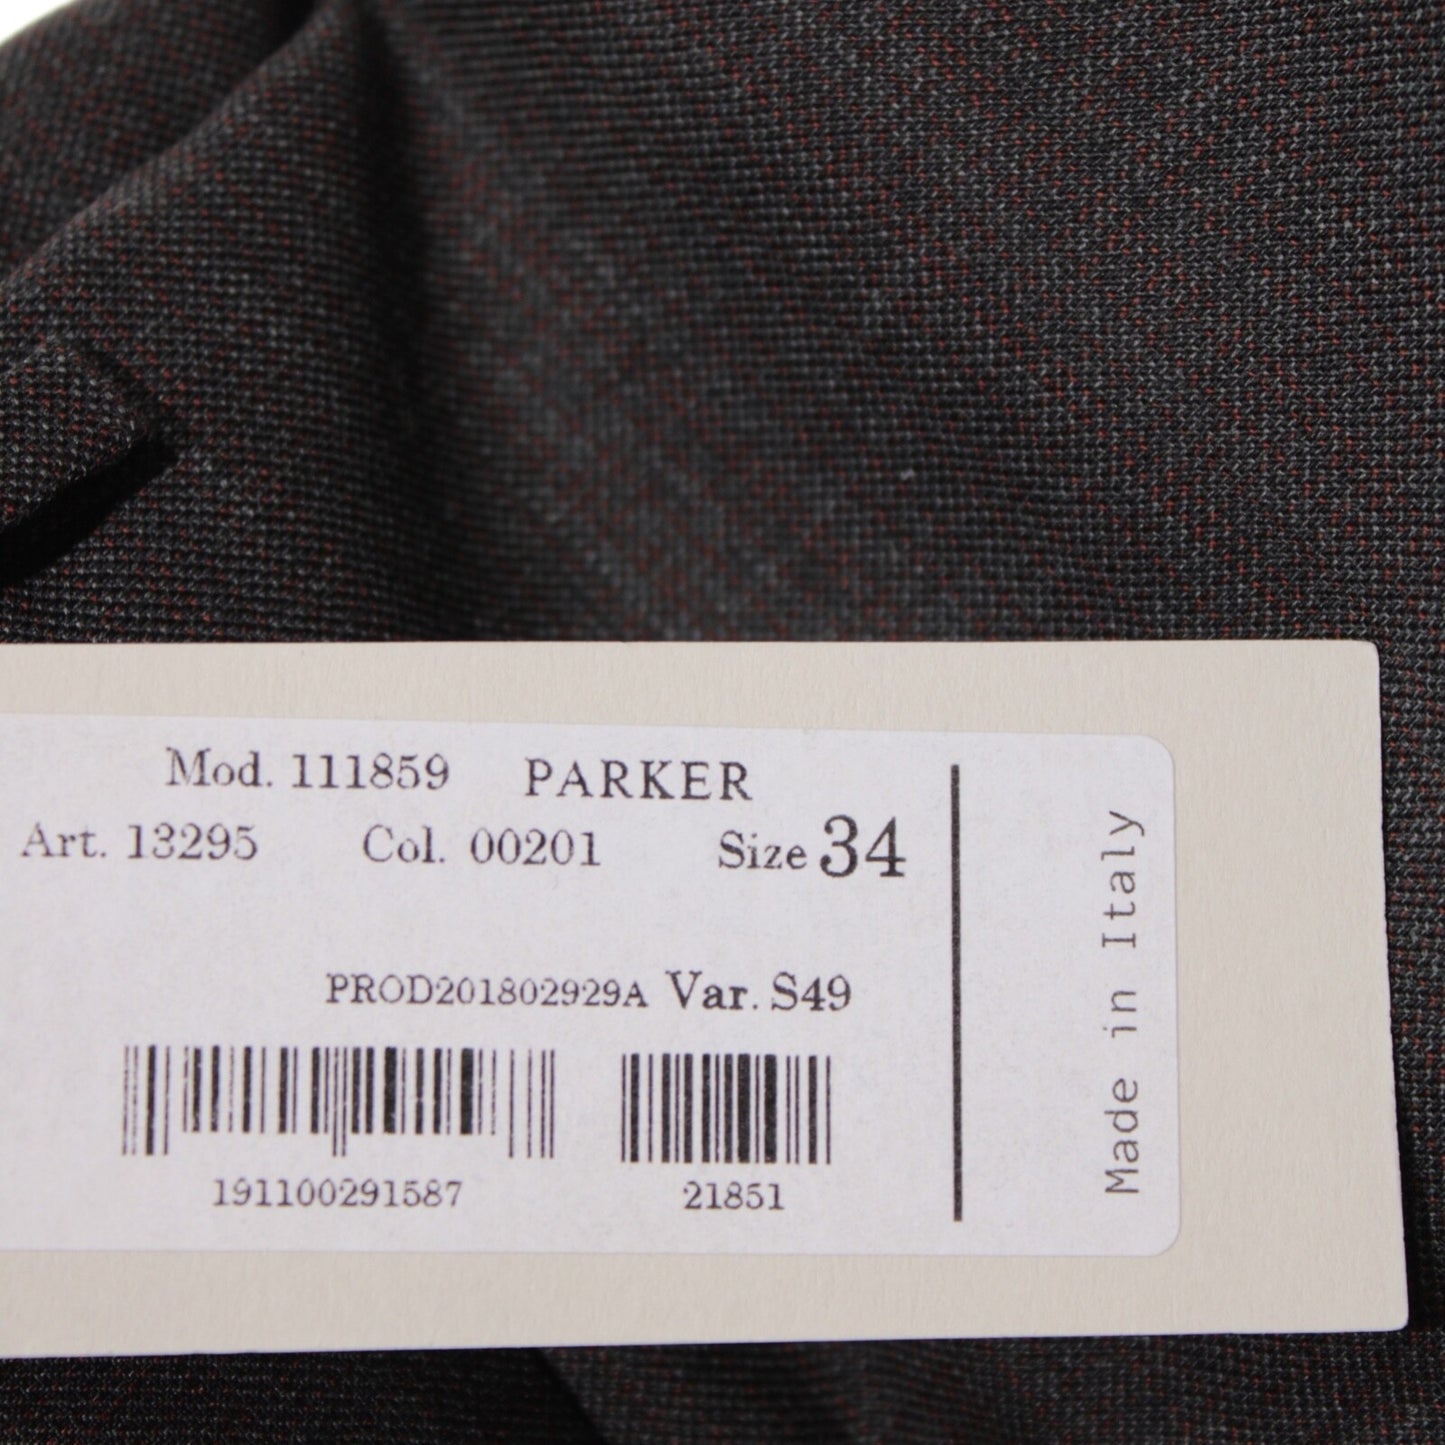 Mod. 111859 PARKER
Art. 13295 Col. 00201 Size 34
PROD201802929A Var. S49
191100291587 21851
Made in Italy